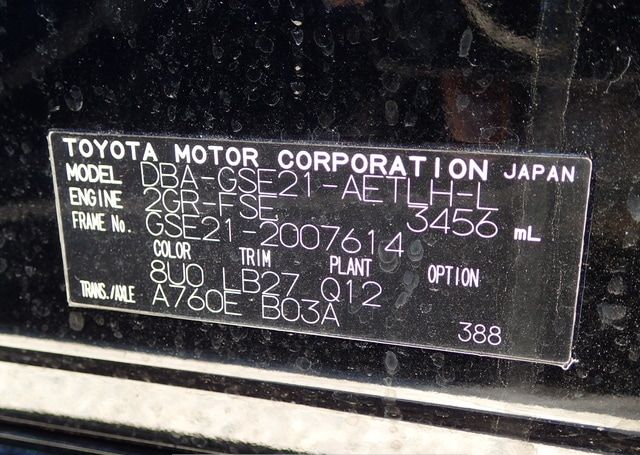 TOYOTA MOTOR CORPORATION JAPAN
MODEL DBA-GSE21-AETLH-L
ENGINE 2GR-FSE 3456 mL
FRAME No. GSE21-2007614
COLOR TRIM PLANT OPTION
8U0 LB27 Q12
TRANS./AXLE A760E B03A
388